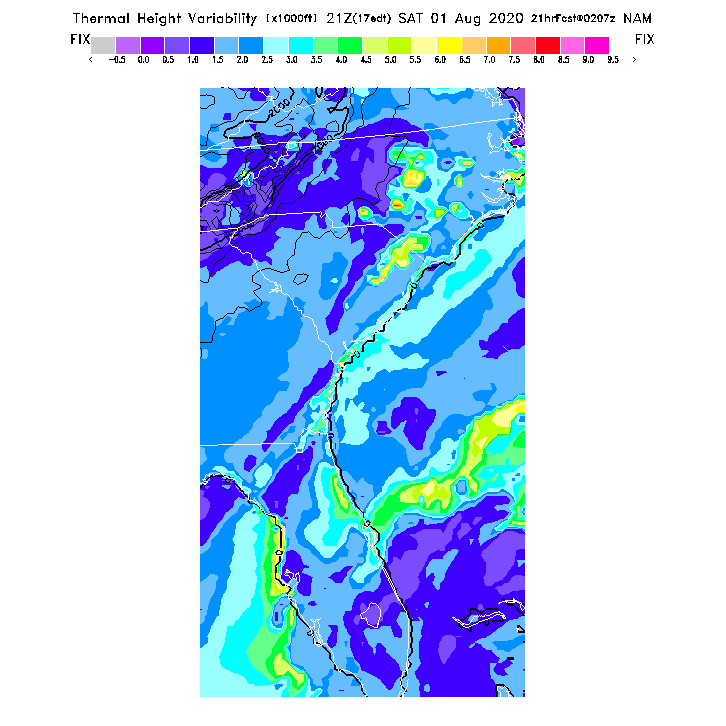 Thermal Height Variability [x1000ft] 21Z(17edt) SAT 01 Aug 2020 21hrFcst@0207z NAM
FIX FIX
< -0.5 0.0 0.5 1.0 1.5 2.0 2.5 3.0 3.5 4.0 4.5 5.0 5.5 6.0 6.5 7.0 7.5 8.0 8.5 9.0 9.5 >